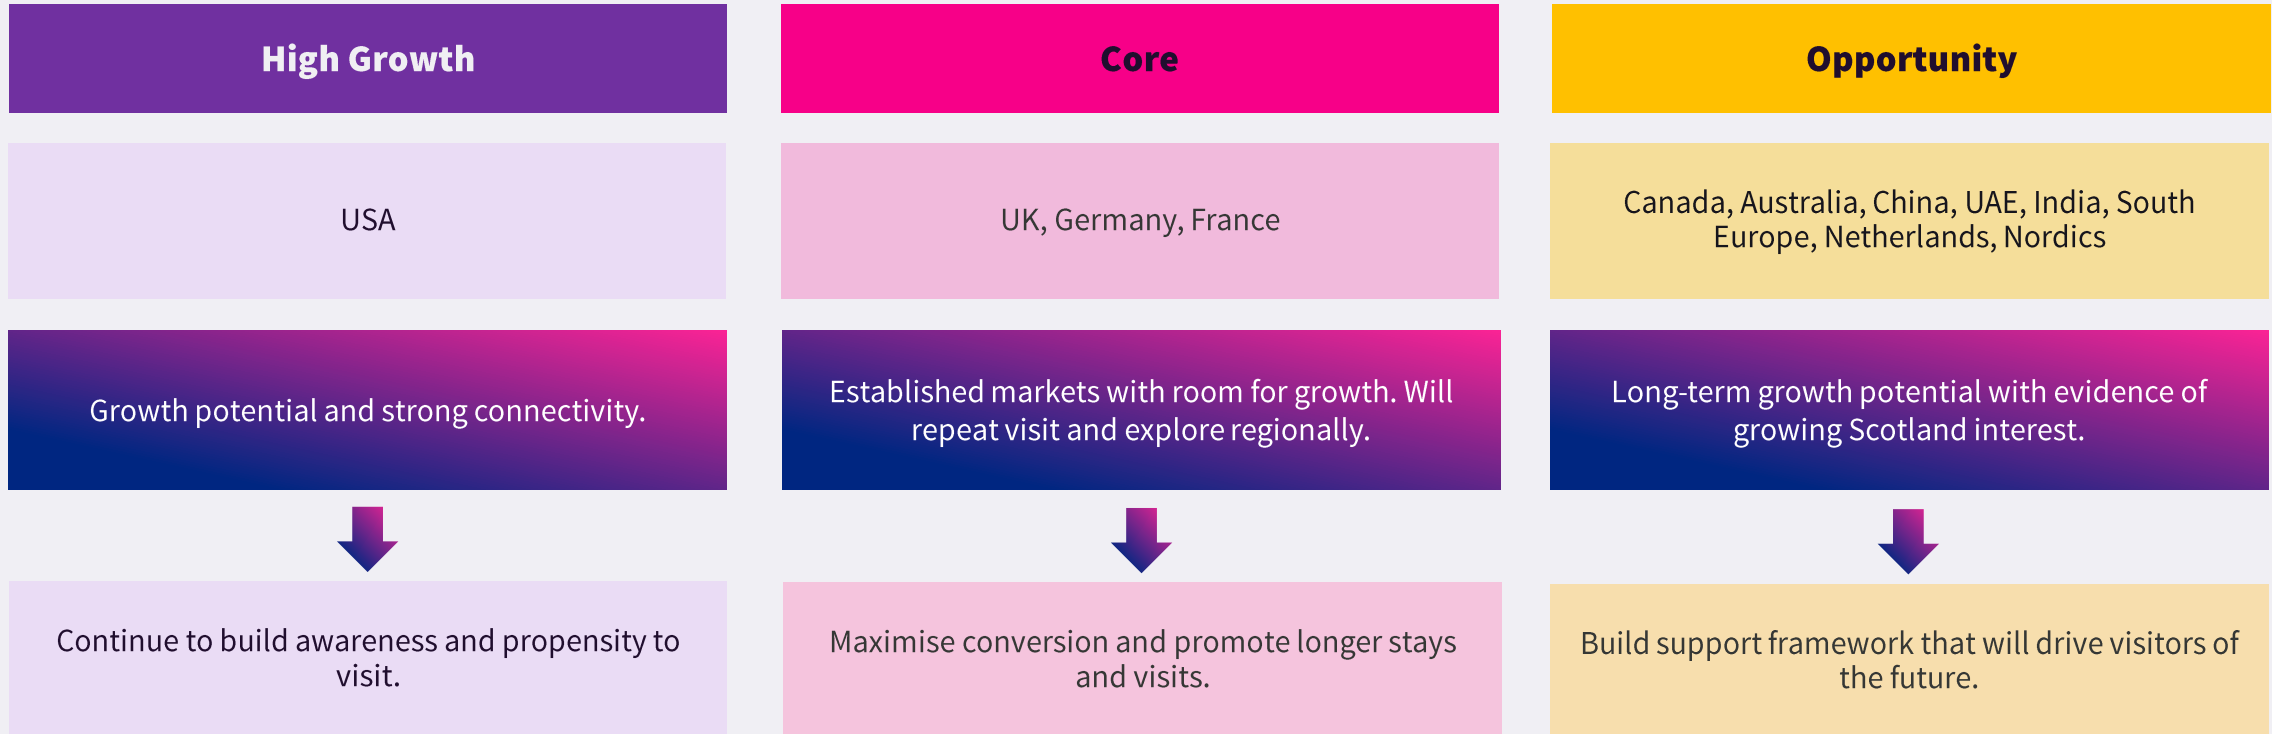 High Growth
Core
Opportunity
USA
UK, Germany, France
Canada, Australia, China, UAE, India, South
Europe, Netherlands, Nordics
Growth potential and strong connectivity.
Established markets with room for growth. Will
repeat visit and explore regionally.
Long-term growth potential with evidence of
growing Scotland interest.
Continue to build awareness and propensity to
visit.
Maximise conversion and promote longer stays
and visits.
Build support framework that will drive visitors of
the future.